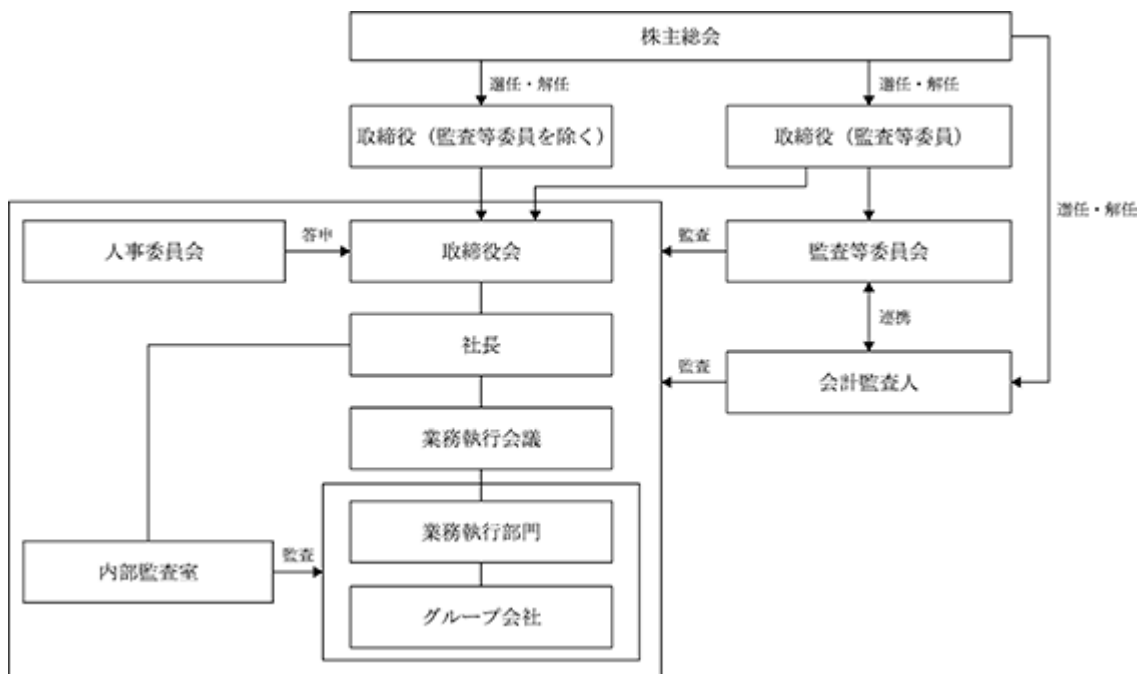 株主総会
選任・解任
選任・解任
取締役（監査等委員を除く）
取締役（監査等委員）
選任・解任
人事委員会
答申
取締役会
監査
監査等委員会
連携
社長
監査
会計監査人
業務執行会議
業務執行部門
内部監査室
監査
グループ会社